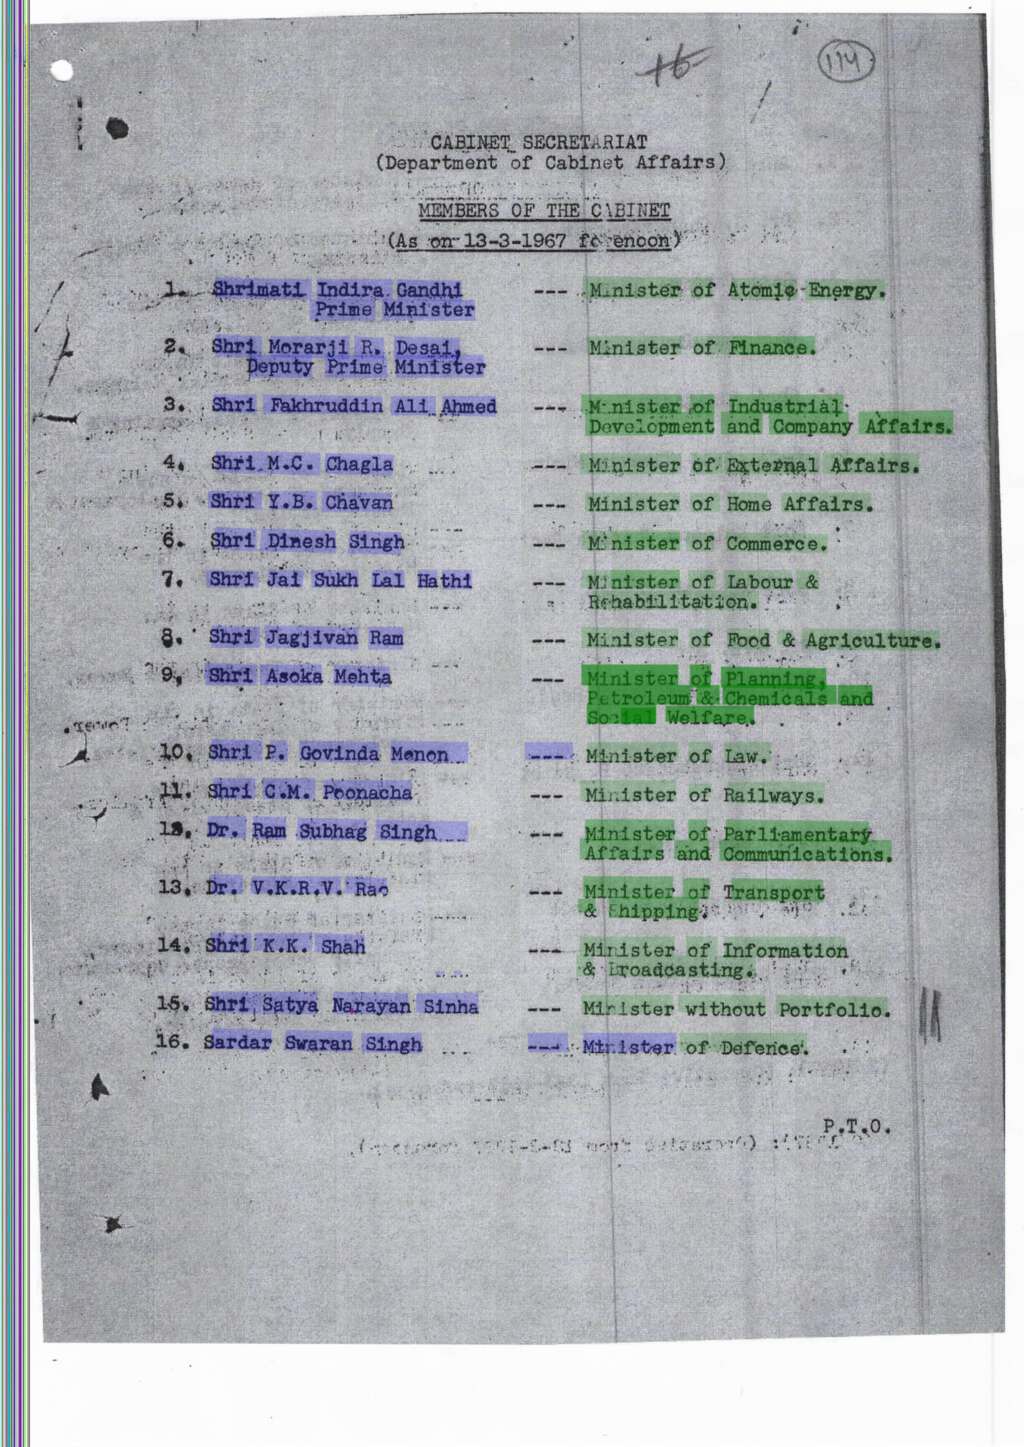 16
114
CABINET SECRETARIAT
(Department of Cabinet Affairs)
MEMBERS OF THE CABINET
(As on 13-3-1967 forenoon)
1. Shrimati Indira Gandhi --- Minister of Atomic Energy.
Prime Minister
2. Shri Morarji R. Desai, --- Minister of Finance.
Deputy Prime Minister
3. Shri Fakhruddin Ali Ahmed --- Minister of Industrial
Development and Company Affairs.
4. Shri M.C. Chagla --- Minister of External Affairs.
5. Shri Y.B. Chavan --- Minister of Home Affairs.
6. Shri Dinesh Singh --- Minister of Commerce.
7. Shri Jai Sukh Lal Hathi --- Minister of Labour &
Rehabilitation.
8. Shri Jagjivan Ram --- Minister of Food & Agriculture.
9. Shri Asoka Mehta --- Minister of Planning,
Petroleum & Chemicals and
Social Welfare.
10. Shri P. Govinda Menon --- Minister of Law.
11. Shri C.M. Poonacha --- Minister of Railways.
12. Dr. Ram Subhag Singh --- Minister of Parliamentary
Affairs and Communications.
13. Dr. V.K.R.V. Rao --- Minister of Transport
& Shipping.
14. Shri K.K. Shah --- Minister of Information
& Broadcasting.
15. Shri Satya Narayan Sinha --- Minister without Portfolio.
16. Sardar Swaran Singh --- Minister of Defence.
P.T.O.